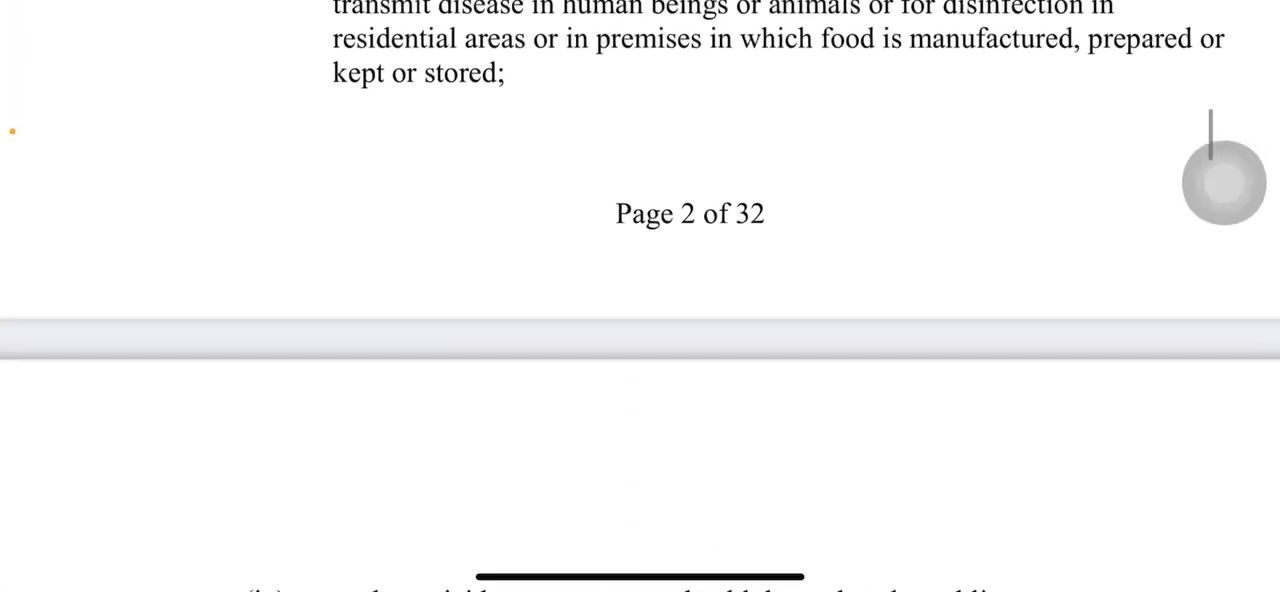 transmit disease in human beings or animals or for disinfection in
residential areas or in premises in which food is manufactured, prepared or
kept or stored;
Page 2 of 32